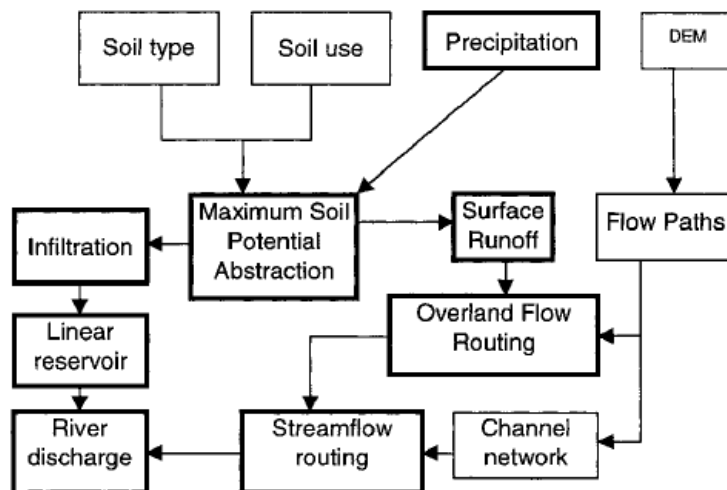 Soil type
Soil use
Precipitation
DEM
Maximum Soil
Potential
Abstraction
Surface
Runoff
Flow Paths
Infiltration
Overland Flow
Routing
Linear
reservoir
River
discharge
Streamflow
routing
Channel
network